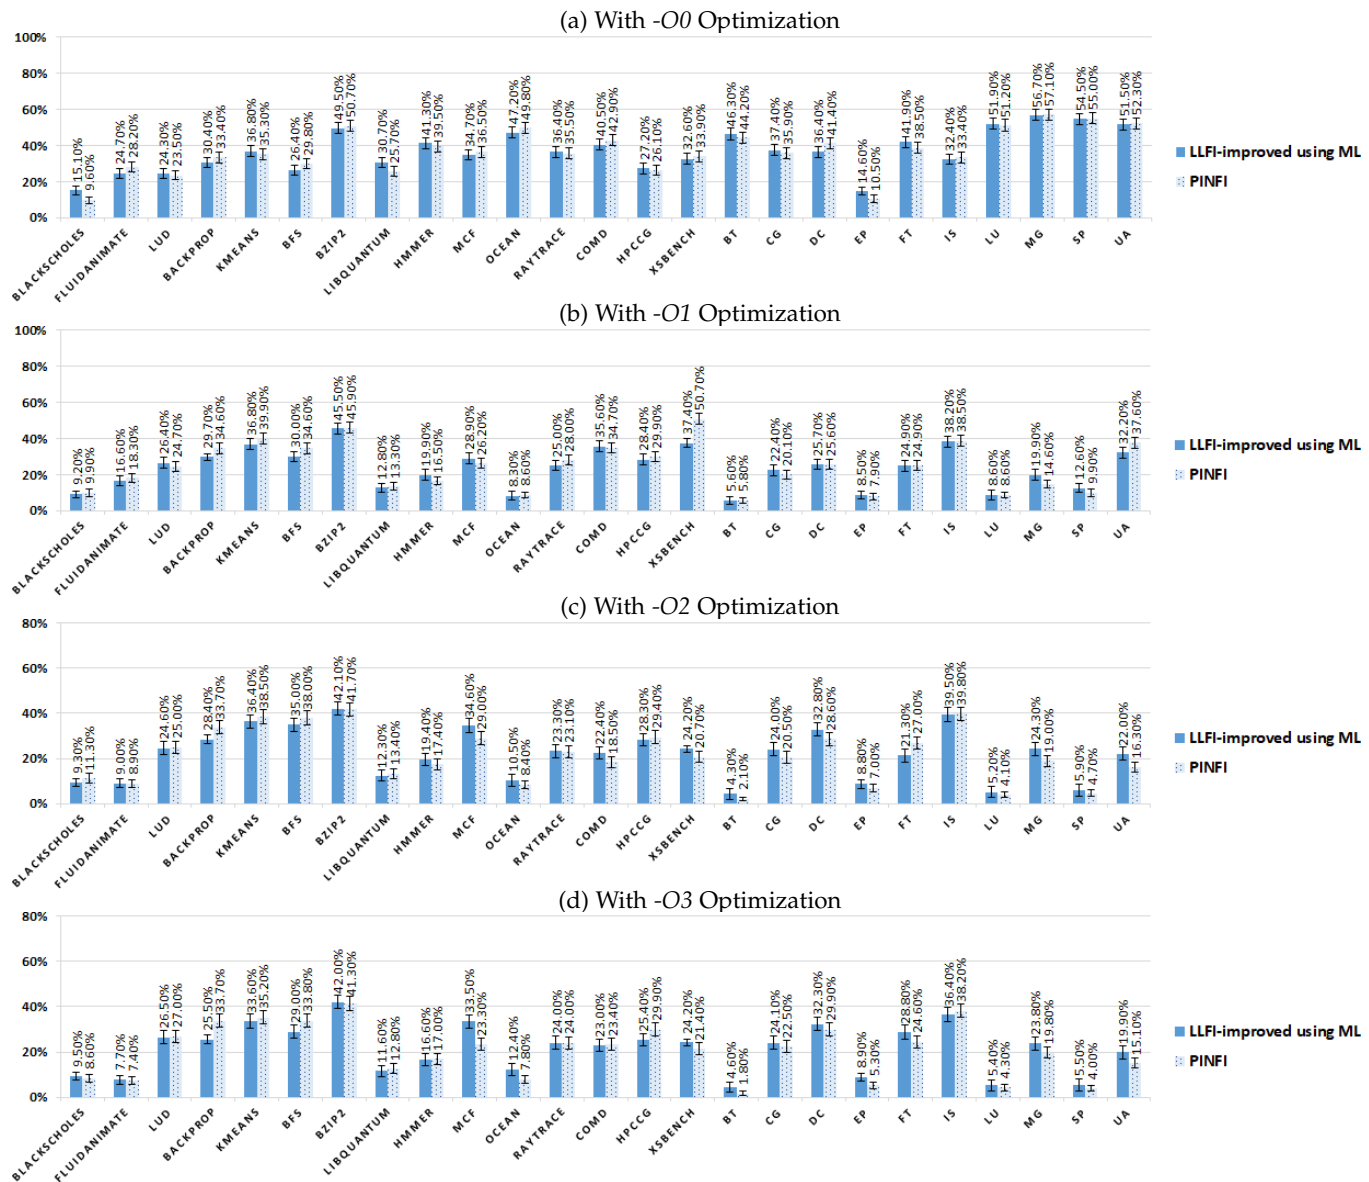 (a) With -O0 Optimization
100%
80%
60%
40%
20%
0%
15.10% 9.60% 24.70% 28.20% 24.30% 23.50% 30.40% 33.40% 36.80% 35.30% 26.40% 29.80% 49.50% 50.70% 30.70% 25.70% 41.30% 39.50% 34.70% 36.50% 47.20% 49.80% 36.40% 35.50% 40.50% 42.90% 27.20% 26.10% 32.60% 33.90% 46.30% 44.20% 37.40% 35.90% 36.40% 41.40% 14.60% 10.50% 41.90% 38.50% 32.40% 33.40% 51.90% 51.20% 56.70% 57.10% 54.50% 55.00% 51.50% 52.30%
BLACKSCHOLES FLUIDANIMATE LUD BACKPROP KMEANS BFS BZIP2 LIBQUANTUM HMMER MCF OCEAN RAYTRACE COMD HPCCG XSBENCH BT CG DC EP FT IS LU MG SP UA
LLFI-improved using ML
PINFI
(b) With -O1 Optimization
100%
80%
60%
40%
20%
0%
9.20% 9.90% 16.60% 18.30% 26.40% 24.70% 29.70% 34.60% 36.80% 39.90% 30.00% 34.60% 45.50% 45.90% 12.80% 13.30% 19.90% 16.50% 28.90% 26.20% 8.30% 8.60% 25.00% 28.00% 35.60% 34.70% 28.40% 29.90% 37.40% 50.70% 5.60% 5.80% 22.40% 20.10% 25.70% 25.60% 8.50% 7.90% 24.90% 24.90% 38.20% 38.50% 8.60% 8.60% 19.90% 14.60% 12.60% 9.90% 32.20% 37.60%
BLACKSCHOLES FLUIDANIMATE LUD BACKPROP KMEANS BFS BZIP2 LIBQUANTUM HMMER MCF OCEAN RAYTRACE COMD HPCCG XSBENCH BT CG DC EP FT IS LU MG SP UA
LLFI-improved using ML
PINFI
(c) With -O2 Optimization
80%
60%
40%
20%
0%
9.30% 11.30% 9.00% 8.90% 24.60% 25.00% 28.40% 33.70% 36.40% 38.50% 35.00% 38.00% 42.10% 41.70% 12.30% 13.40% 19.40% 17.40% 34.60% 29.00% 10.50% 8.40% 23.30% 23.10% 22.40% 18.50% 28.30% 29.40% 24.20% 20.70% 4.30% 2.10% 24.00% 20.50% 32.80% 28.60% 8.80% 7.00% 21.30% 27.00% 39.50% 39.80% 5.20% 4.10% 24.30% 19.00% 5.90% 4.70% 22.00% 16.30%
BLACKSCHOLES FLUIDANIMATE LUD BACKPROP KMEANS BFS BZIP2 LIBQUANTUM HMMER MCF OCEAN RAYTRACE COMD HPCCG XSBENCH BT CG DC EP FT IS LU MG SP UA
LLFI-improved using ML
PINFI
(d) With -O3 Optimization
80%
60%
40%
20%
0%
9.50% 8.60% 7.70% 7.40% 26.50% 27.00% 25.50% 33.70% 33.60% 35.20% 29.00% 33.80% 42.00% 41.30% 11.60% 12.80% 16.60% 17.00% 33.50% 23.30% 12.40% 7.80% 24.00% 24.00% 23.00% 23.40% 25.40% 29.90% 24.20% 21.40% 4.60% 1.80% 24.10% 22.50% 32.30% 29.90% 8.90% 5.30% 28.80% 24.60% 36.40% 38.20% 5.40% 4.30% 23.80% 19.80% 5.50% 4.00% 19.90% 15.10%
BLACKSCHOLES FLUIDANIMATE LUD BACKPROP KMEANS BFS BZIP2 LIBQUANTUM HMMER MCF OCEAN RAYTRACE COMD HPCCG XSBENCH BT CG DC EP FT IS LU MG SP UA
LLFI-improved using ML
PINFI